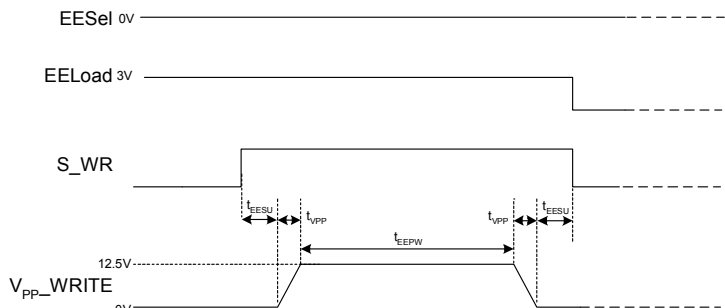 EESel 0V
EELoad 3V
S_WR
tEESU tVPP tVPP tEESU
tEEPW
12.5V
VPP_WRITE
0V